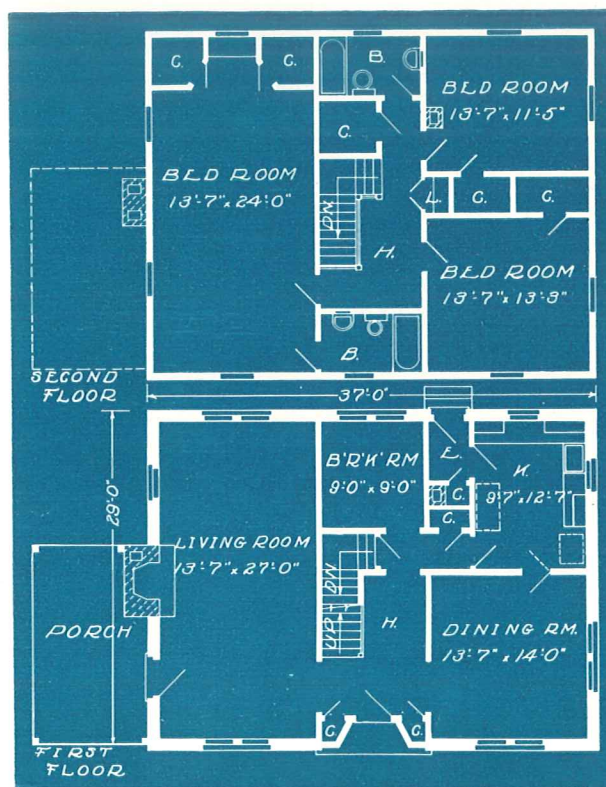 C.
C.
B.
BED ROOM
13'-7" x 11'-5"
C.
BED ROOM
13'-7" x 24'-0"
DN
L.
C.
C.
H.
BED ROOM
13'-7" x 13'-3"
B.
SECOND
FLOOR
37'-0"
29'-0"
B'R'K' RM
9'-0" x 9'-0"
E.
K.
9'-7" x 12'-7"
C.
C.
LIVING ROOM
13'-7" x 27'-0"
DN
UP
H.
PORCH
DINING RM.
13'-7" x 14'-0"
C.
C.
FIRST
FLOOR